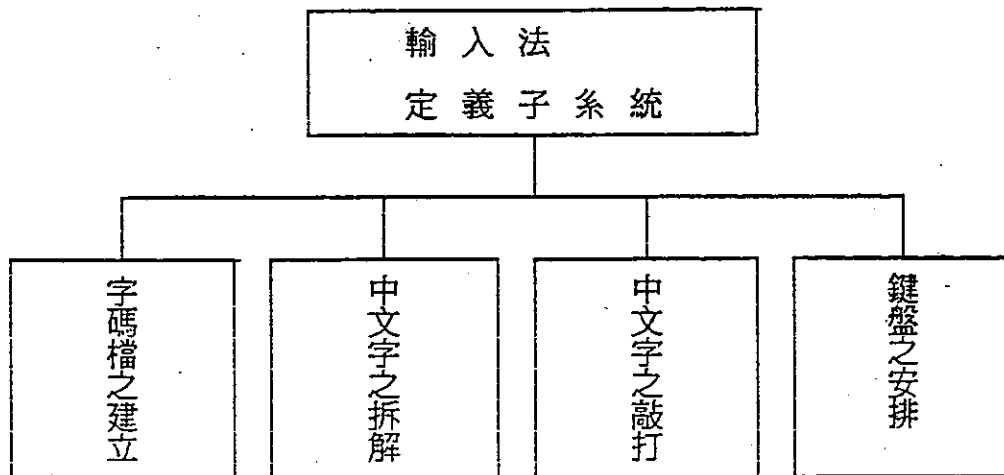 輸入法
定義子系統
字碼檔之建立
中文字之拆解
中文字之敲打
鍵盤之安排